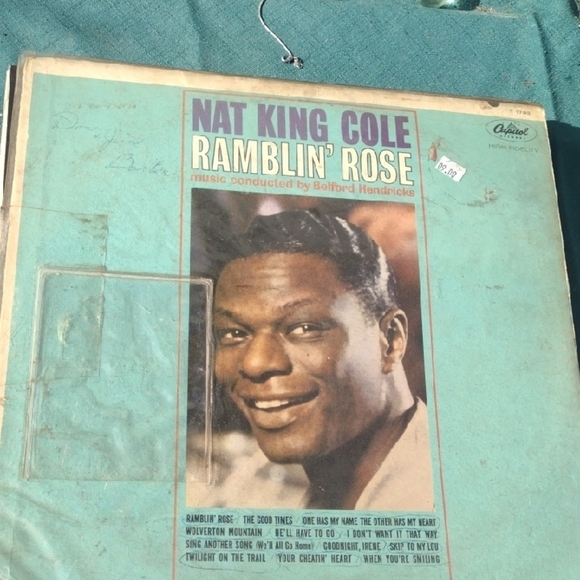 NAT KING COLE
RAMBLIN' ROSE
music conducted by Belford Hendricks
Capitol
HIGH FIDELITY
RAMBLIN' ROSE / THE GOOD TIMES / ONE HAS MY NAME THE OTHER HAS MY HEART
WOLVERTON MOUNTAIN / HE'LL HAVE TO GO / I DON'T WANT IT THAT WAY
SING ANOTHER SONG (We'll All Go Home) / GOODNIGHT, IRENE / SKIP TO MY LOU
TWILIGHT ON THE TRAIL / YOUR CHEATIN' HEART / WHEN YOU'RE SMILING